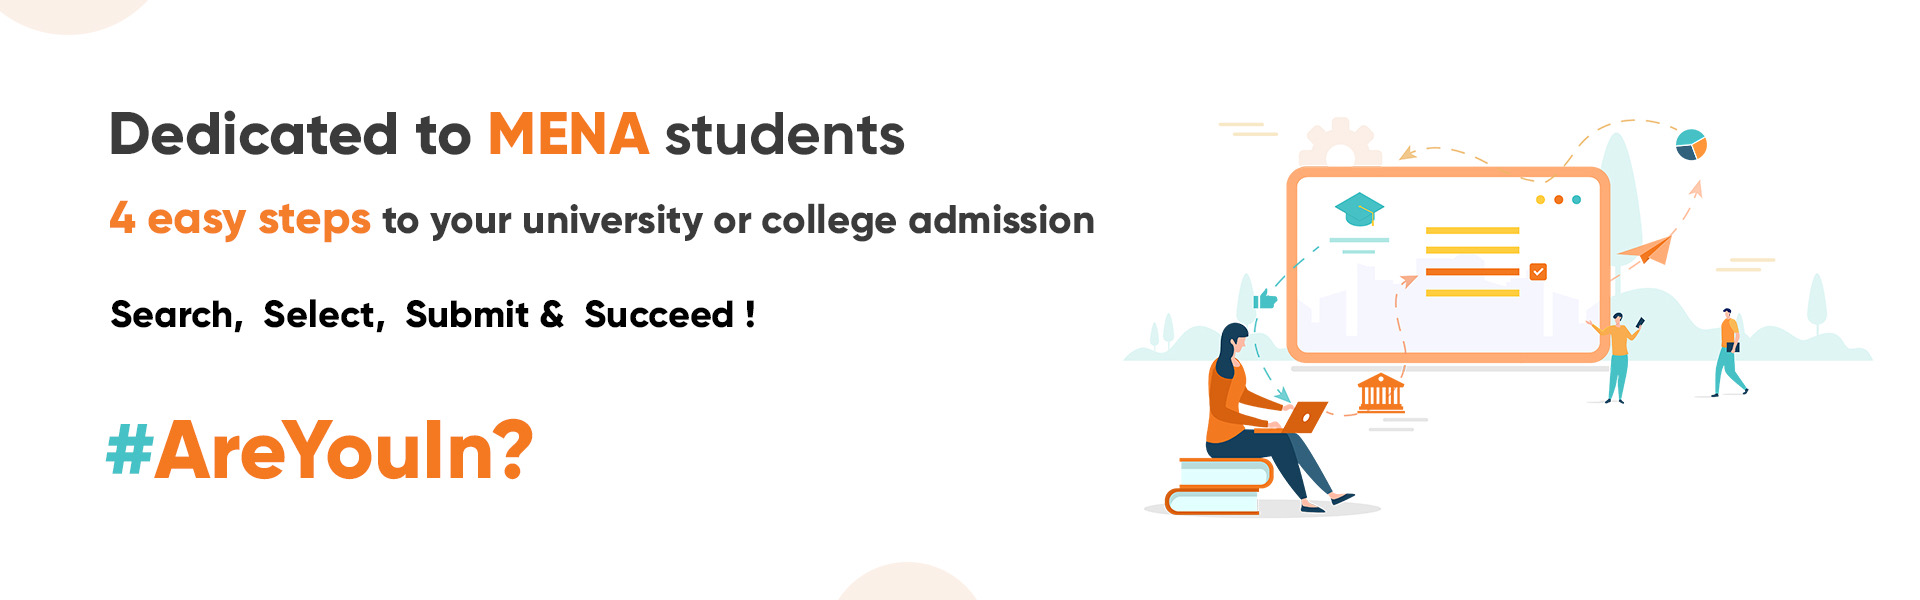 Dedicated to MENA students
4 easy steps to your university or college admission
Search, Select, Submit & Succeed !
#AreYouIn?